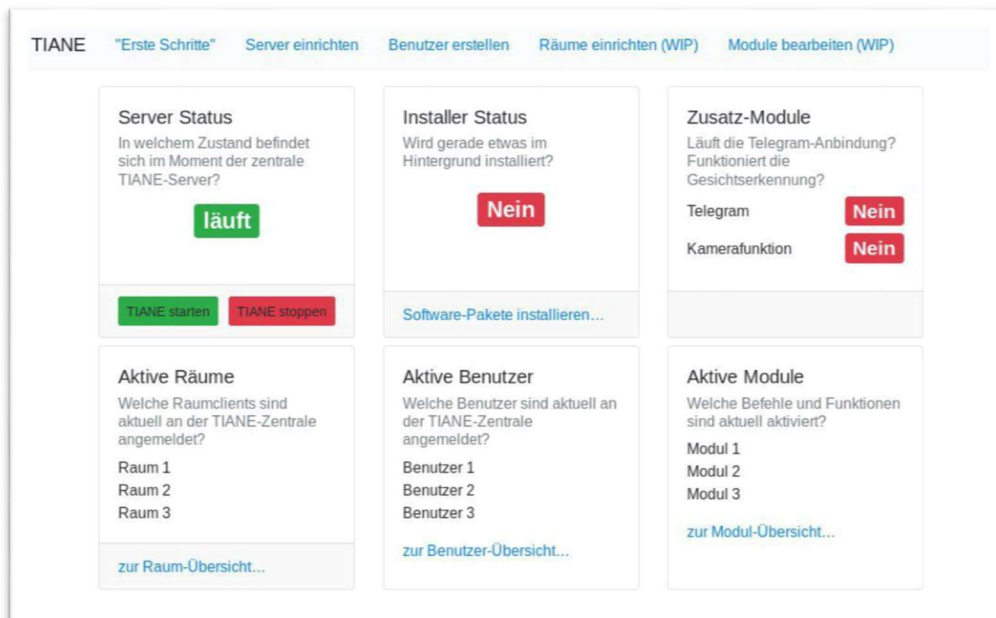 TIANE "Erste Schritte" Server einrichten Benutzer erstellen Räume einrichten (WIP) Module bearbeiten (WIP)
Server Status
In welchem Zustand befindet
sich im Moment der zentrale
TIANE-Server?
läuft
TIANE starten TIANE stoppen
Installer Status
Wird gerade etwas im
Hintergrund installiert?
Nein
Software-Pakete installieren…
Zusatz-Module
Läuft die Telegram-Anbindung?
Funktioniert die
Gesichtserkennung?
Telegram Nein
Kamerafunktion Nein
Aktive Räume
Welche Raumclients sind
aktuell an der TIANE-Zentrale
angemeldet?
Raum 1
Raum 2
Raum 3
zur Raum-Übersicht…
Aktive Benutzer
Welche Benutzer sind aktuell an
der TIANE-Zentrale
angemeldet?
Benutzer 1
Benutzer 2
Benutzer 3
zur Benutzer-Übersicht…
Aktive Module
Welche Befehle und Funktionen
sind aktuell aktiviert?
Modul 1
Modul 2
Modul 3
zur Modul-Übersicht…